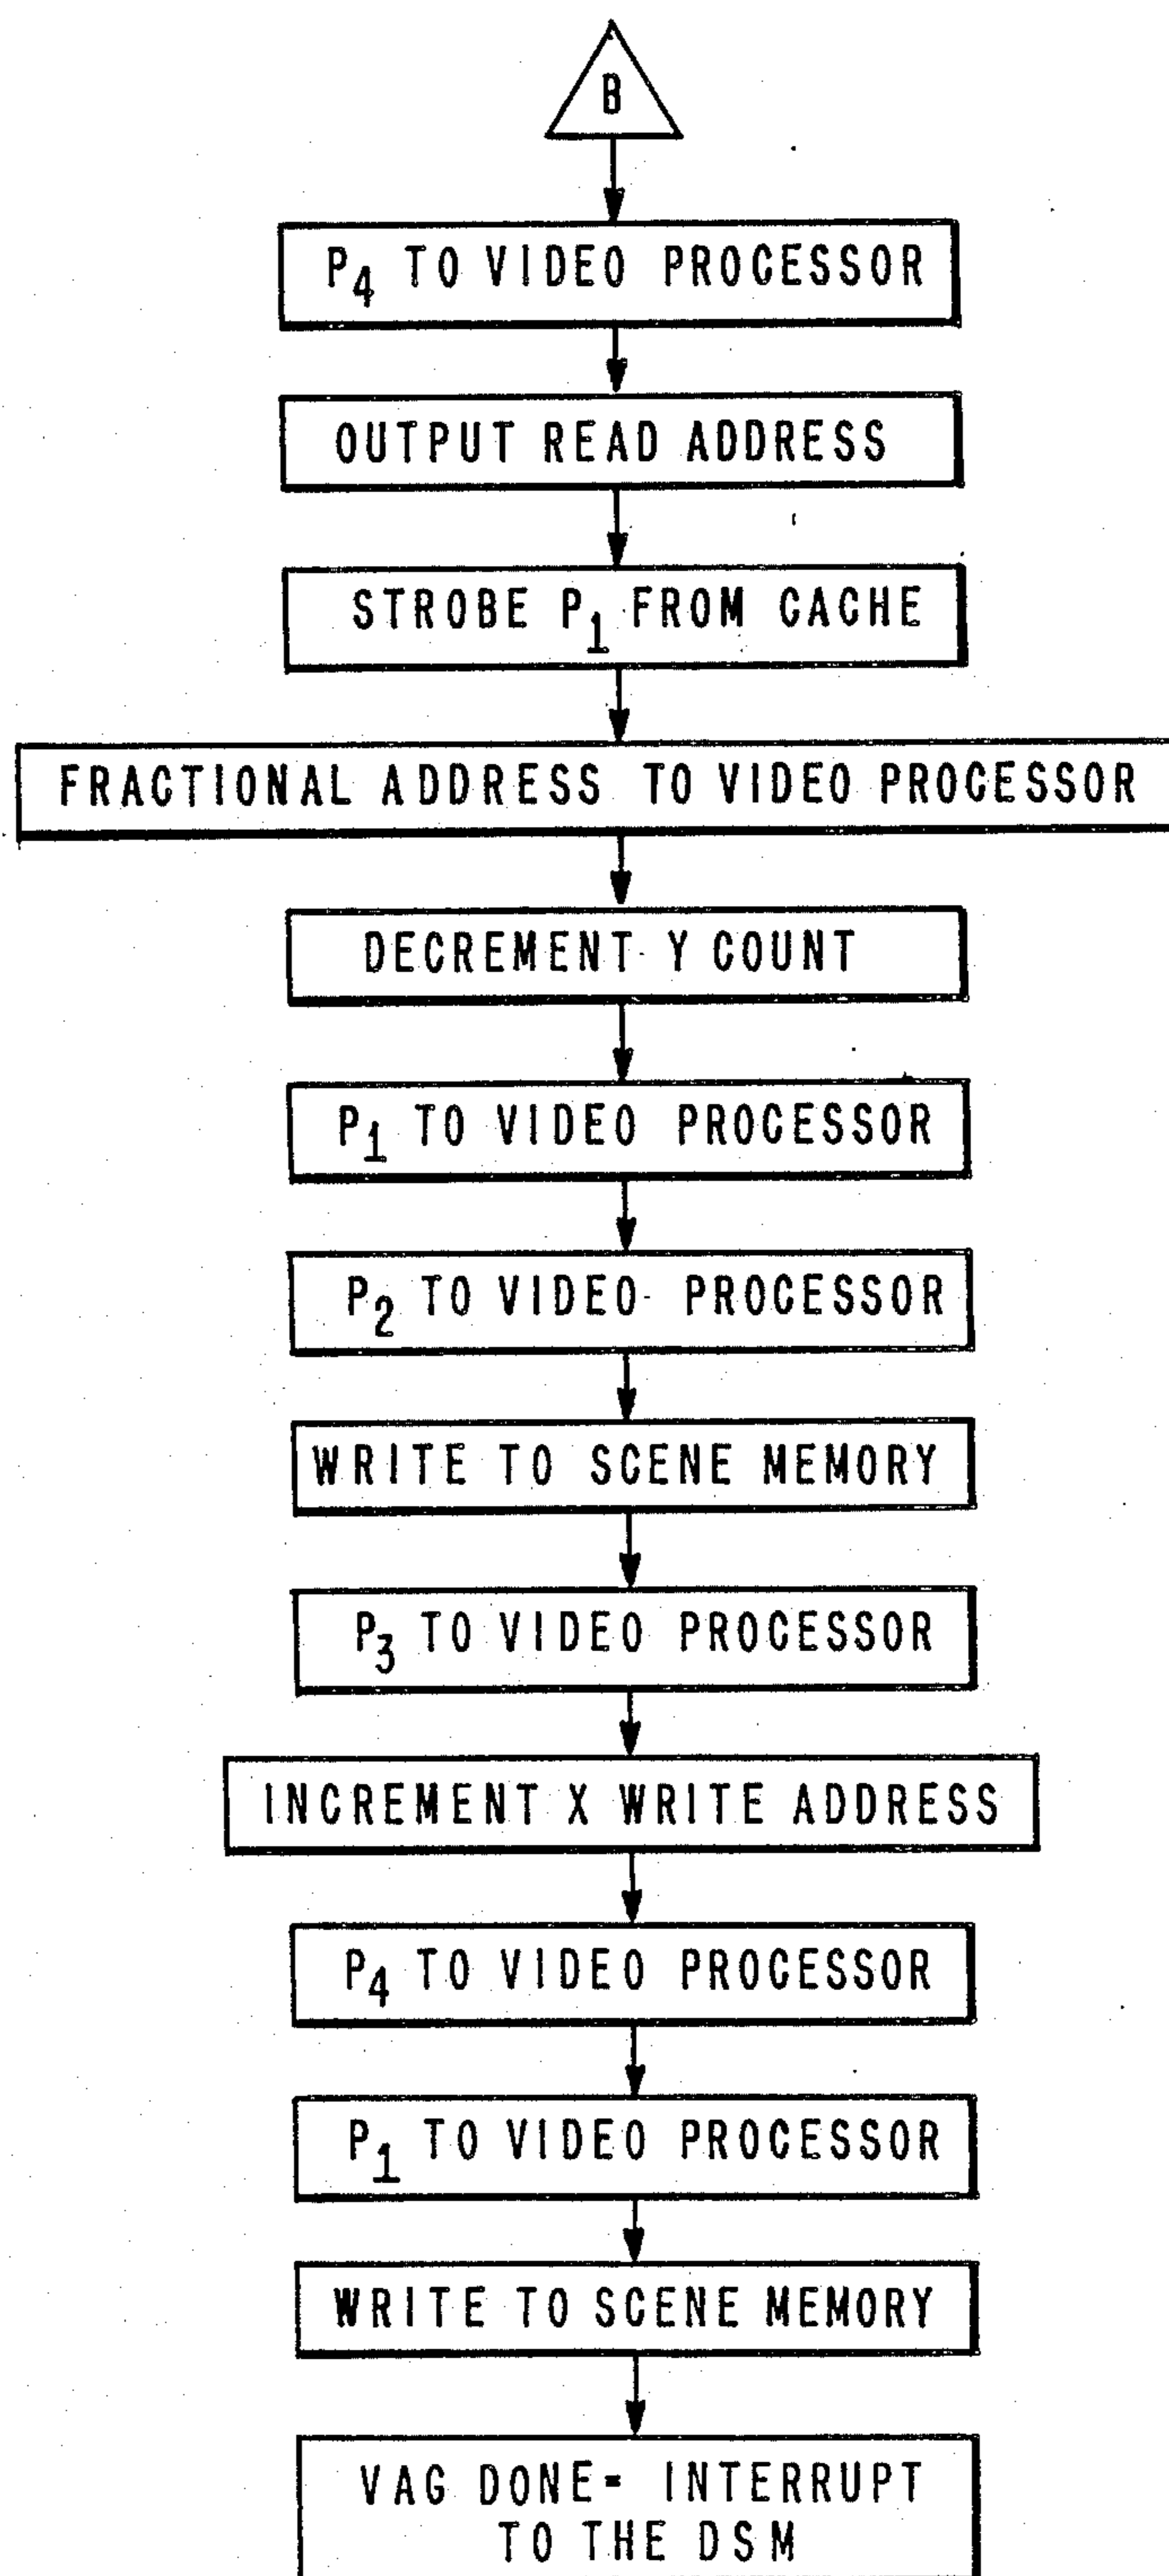 B
P4 TO VIDEO PROCESSOR
OUTPUT READ ADDRESS
STROBE P1 FROM CACHE
FRACTIONAL ADDRESS TO VIDEO PROCESSOR
DECREMENT Y COUNT
P1 TO VIDEO PROCESSOR
P2 TO VIDEO PROCESSOR
WRITE TO SCENE MEMORY
P3 TO VIDEO PROCESSOR
INCREMENT X WRITE ADDRESS
P4 TO VIDEO PROCESSOR
P1 TO VIDEO PROCESSOR
WRITE TO SCENE MEMORY
VAG DONE= INTERRUPT
TO THE DSM